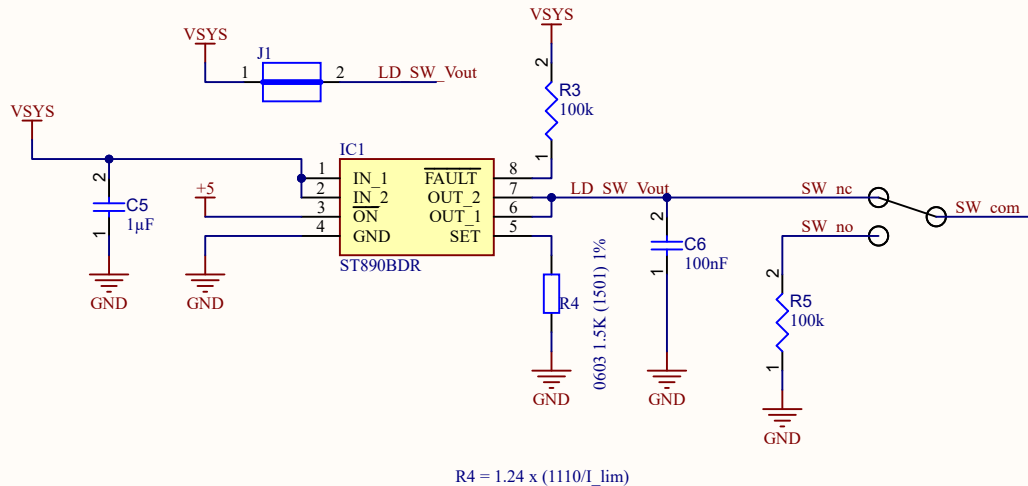 VSYS
VSYS
J1
1
2
LD_SW_Vout
VSYS
2
R3
100k
1
IC1
1
IN_1
FAULT
8
2
IN_2
OUT_2
7
LD_SW_Vout
SW_nc
+5
3
ON
OUT_1
6
SW_com
4
GND
SET
5
SW_no
ST890BDR
2
C5
1µF
1
GND
GND
R4
0603 1.5K (1501) 1%
GND
2
C6
100nF
1
GND
2
R5
100k
1
GND
R4 = 1.24 x (1110/I_lim)